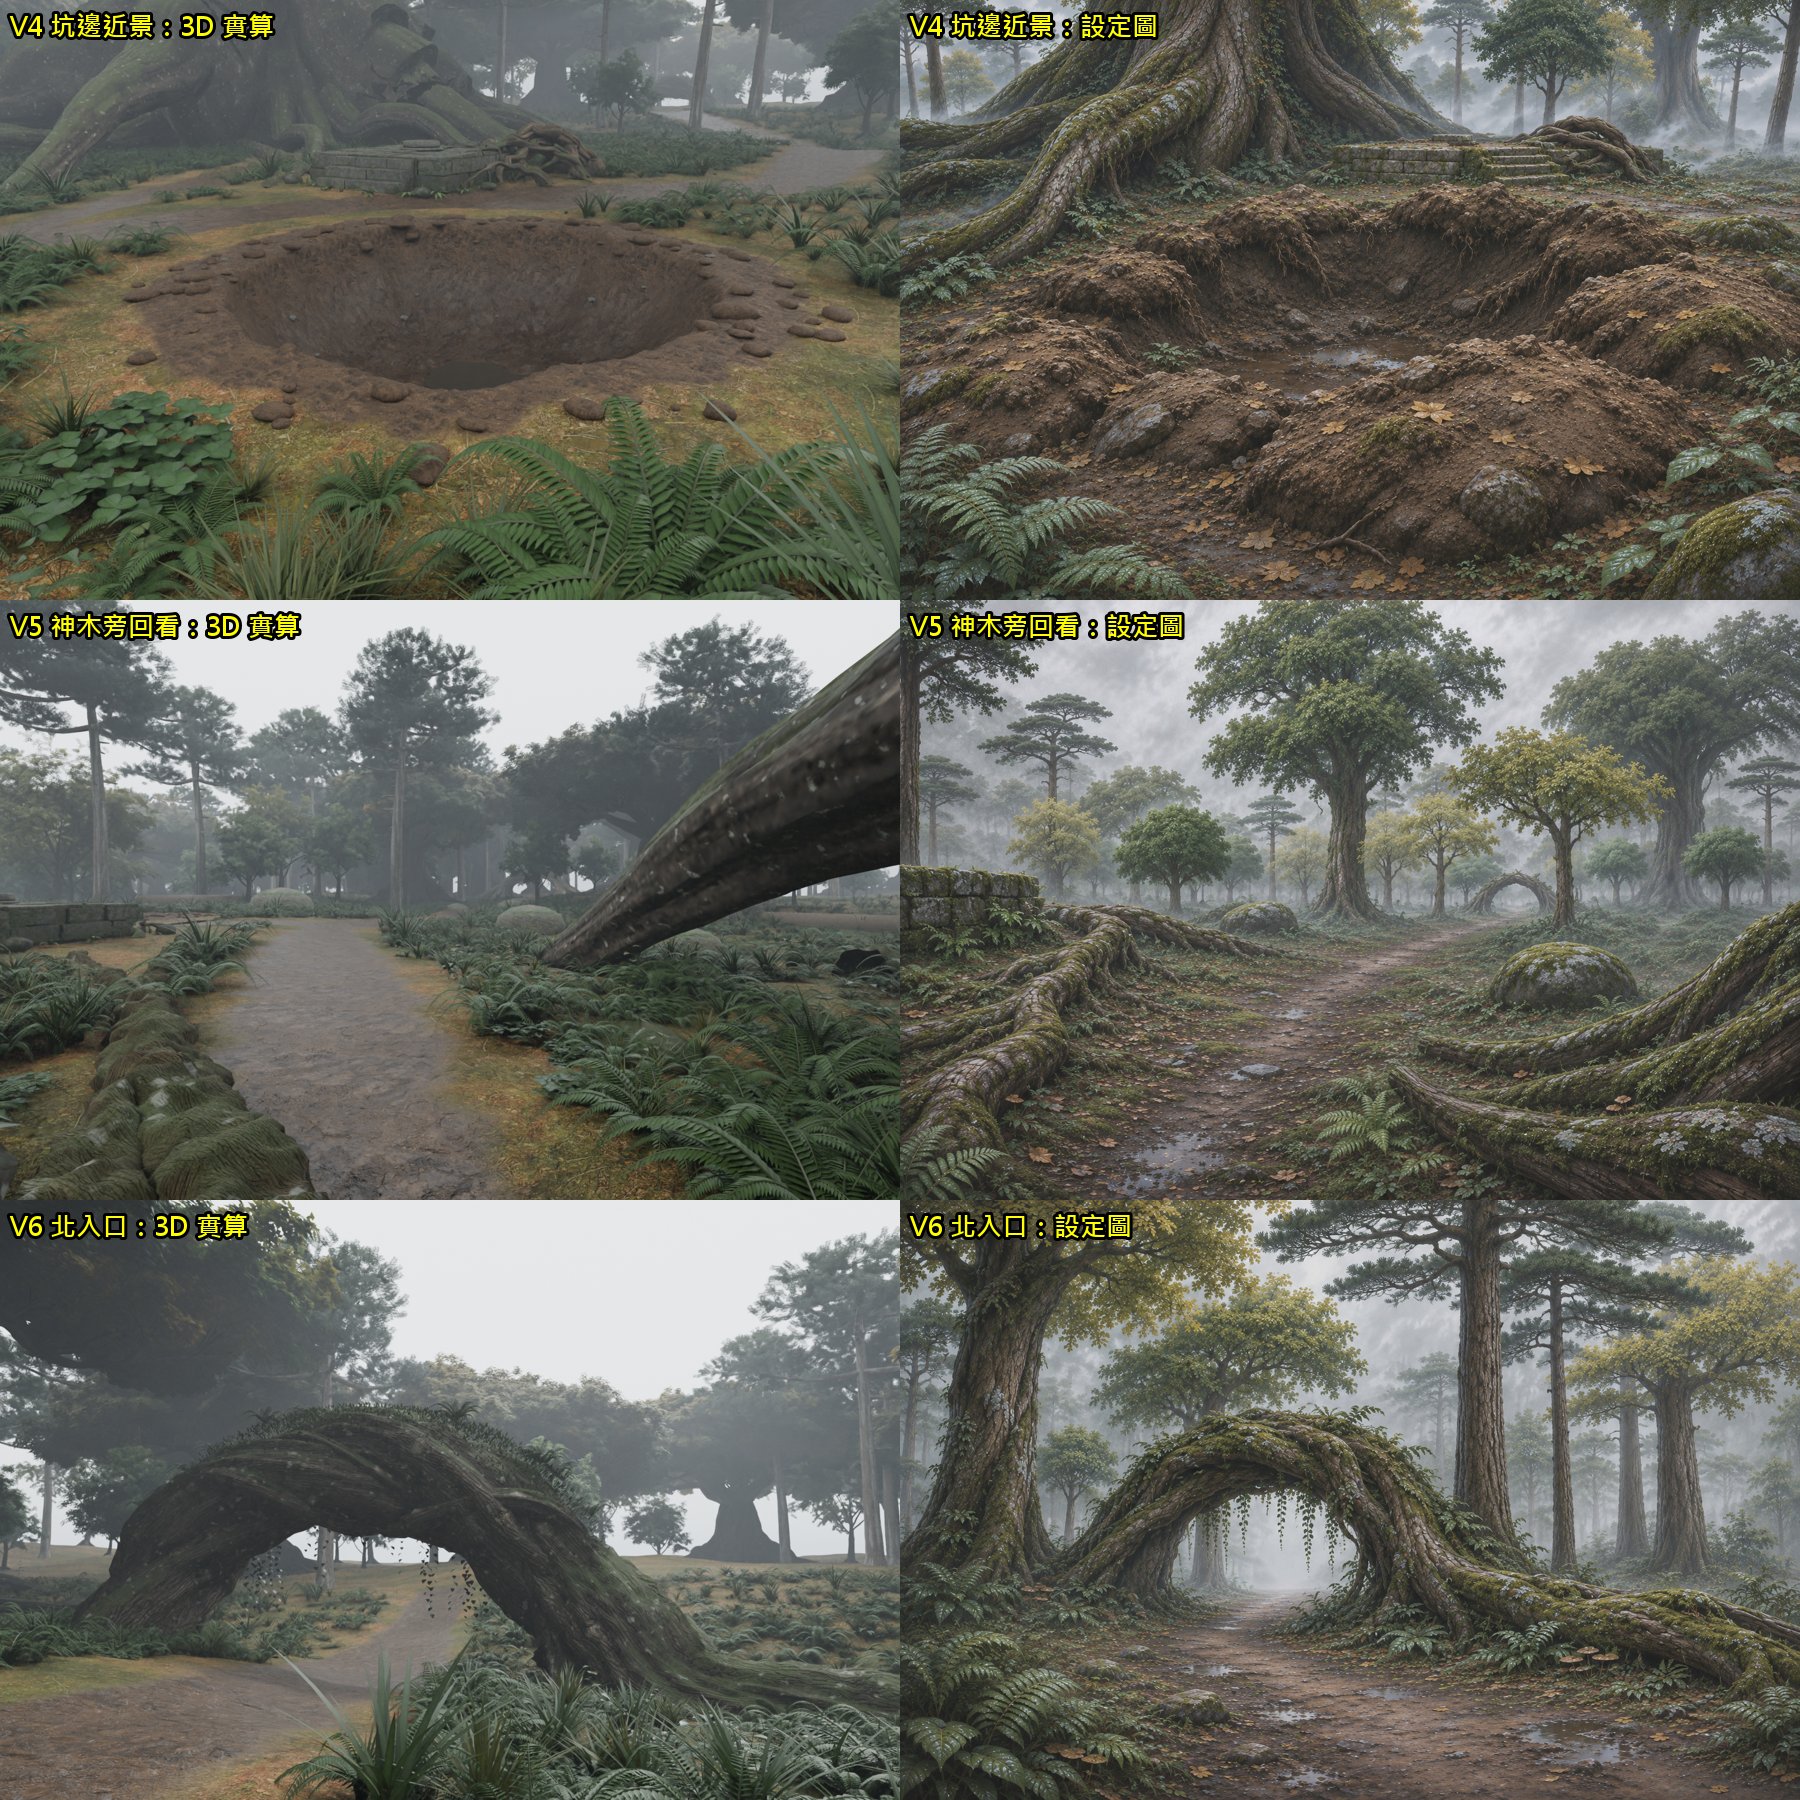 V4 坑邊近景：3D 實算
V4 坑邊近景：設定圖
V5 神木旁回看：3D 實算
V5 神木旁回看：設定圖
V6 北入口：3D 實算
V6 北入口：設定圖